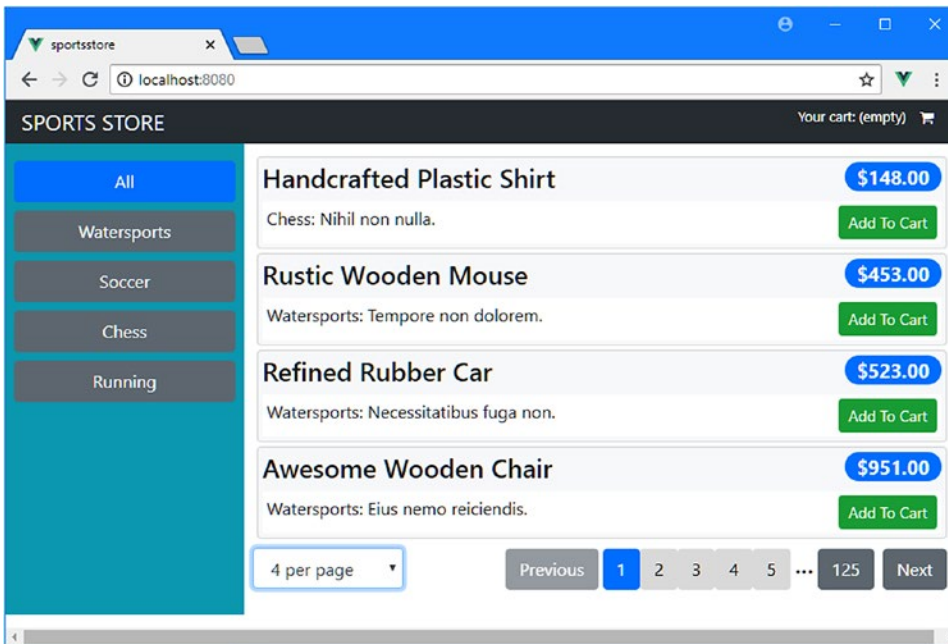 sportsstore
localhost:8080
SPORTS STORE
Your cart: (empty)
All
Watersports
Soccer
Chess
Running
Handcrafted Plastic Shirt
$148.00
Chess: Nihil non nulla.
Add To Cart
Rustic Wooden Mouse
$453.00
Watersports: Tempore non dolorem.
Add To Cart
Refined Rubber Car
$523.00
Watersports: Necessitatibus fuga non.
Add To Cart
Awesome Wooden Chair
$951.00
Watersports: Eius nemo reiciendis.
Add To Cart
4 per page
Previous 1 2 3 4 5 ... 125 Next